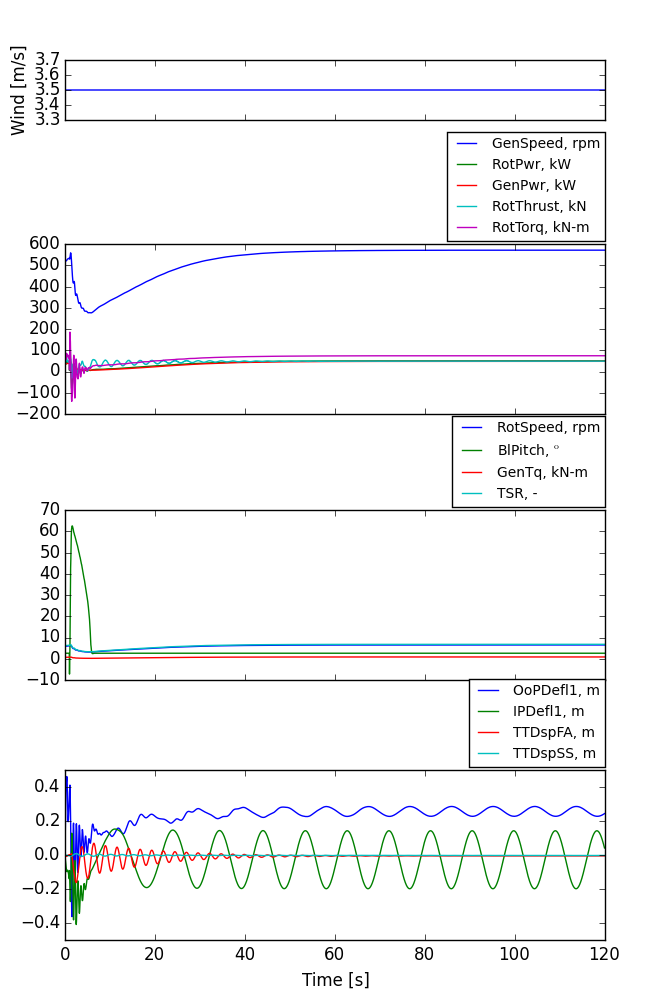 Wind [m/s]
3.7
3.6
3.5
3.4
3.3
GenSpeed, rpm
RotPwr, kW
GenPwr, kW
RotThrust, kN
RotTorq, kN-m
600
500
400
300
200
100
0
−100
−200
RotSpeed, rpm
BlPitch, °
GenTq, kN-m
TSR, -
70
60
50
40
30
20
10
0
−10
OoPDefl1, m
IPDefl1, m
TTDspFA, m
TTDspSS, m
0.4
0.2
0.0
−0.2
−0.4
0 20 40 60 80 100 120
Time [s]